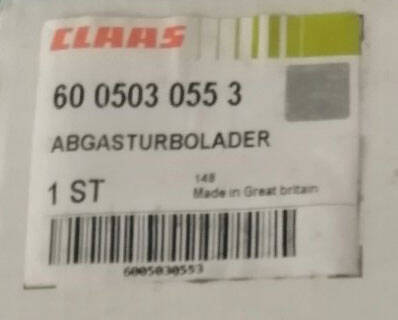 CLAAS
60 0503 055 3
ABGASTURBOLADER
1 ST
148
Made in Great britain
6005030553